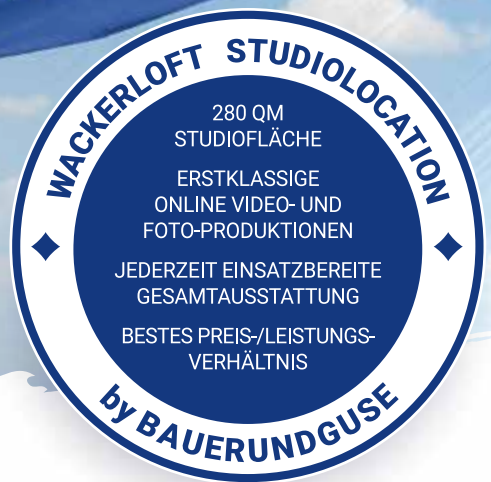 WACKERLOFT STUDIOLOCATION
280 QM
STUDIOFLÄCHE
ERSTKLASSIGE
ONLINE VIDEO- UND
FOTO-PRODUKTIONEN
JEDERZEIT EINSATZBEREITE
GESAMTAUSSTATTUNG
BESTES PREIS-/LEISTUNGS-
VERHÄLTNIS
by BAUERUNDGUSE